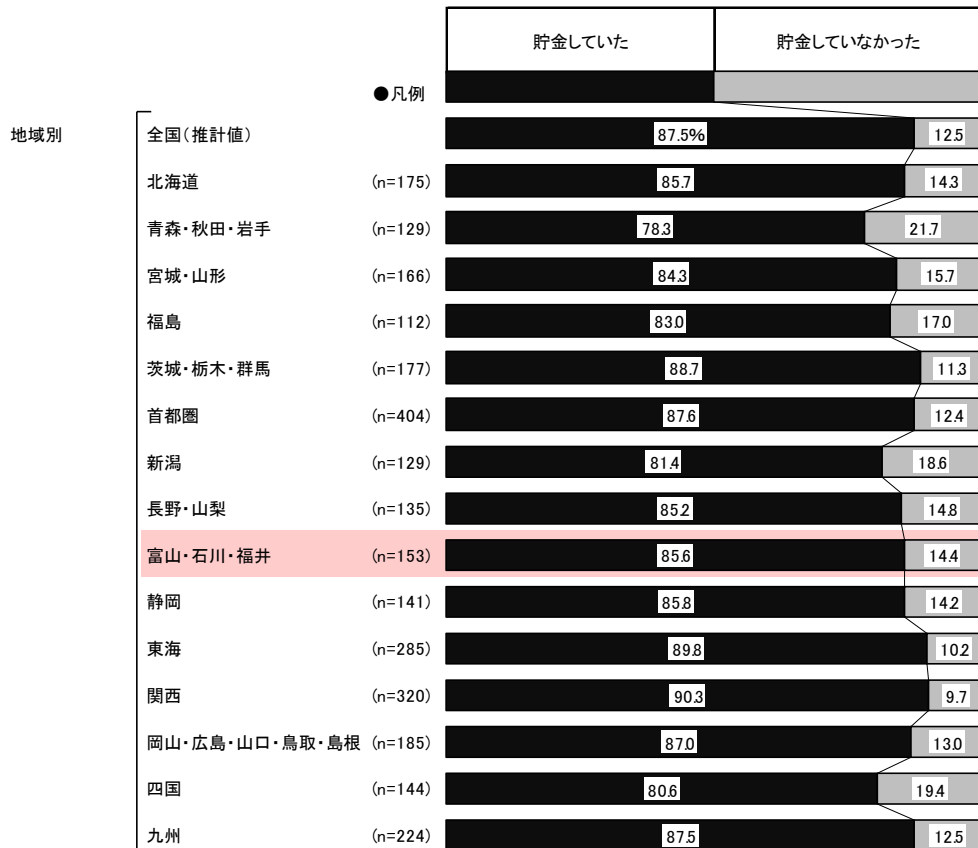 貯金していた 貯金していなかった
●凡例
地域別 全国(推計値) 87.5% 12.5
北海道 (n=175) 85.7 14.3
青森・秋田・岩手 (n=129) 78.3 21.7
宮城・山形 (n=166) 84.3 15.7
福島 (n=112) 83.0 17.0
茨城・栃木・群馬 (n=177) 88.7 11.3
首都圏 (n=404) 87.6 12.4
新潟 (n=129) 81.4 18.6
長野・山梨 (n=135) 85.2 14.8
富山・石川・福井 (n=153) 85.6 14.4
静岡 (n=141) 85.8 14.2
東海 (n=285) 89.8 10.2
関西 (n=320) 90.3 9.7
岡山・広島・山口・鳥取・島根 (n=185) 87.0 13.0
四国 (n=144) 80.6 19.4
九州 (n=224) 87.5 12.5